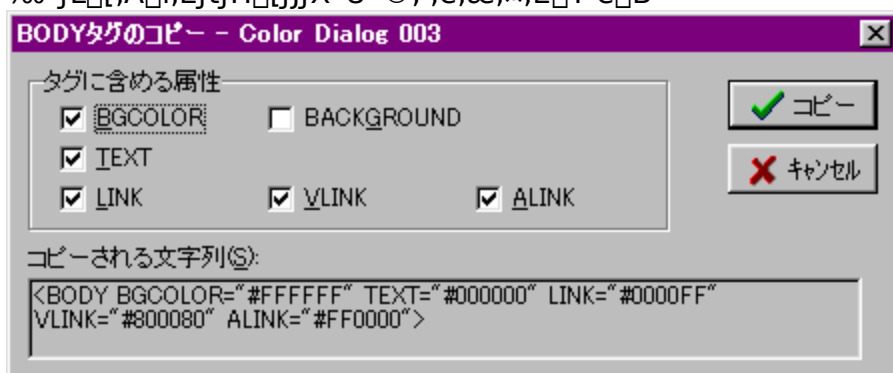 BODYタグのコピー - Color Dialog 003
タグに含める属性
BGCOLOR BACKGROUND
TEXT
LINK VLINK ALINK
コピー
キャンセル
コピーされる文字列(S):
<BODY BGCOLOR="#FFFFFF" TEXT="#000000" LINK="#0000FF"
VLINK="#800080" ALINK="#FF0000">